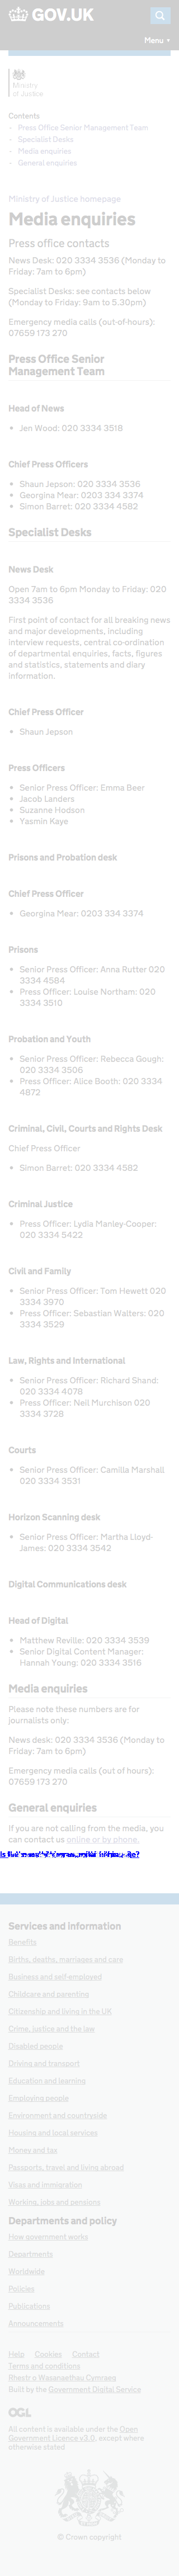 GOV.UK
Menu
Ministry
of Justice
Contents
- Post Office Senior Management Team
- Specialist Desks
- Media enquiries
- General enquiries
Ministry of Justice homepage
Media enquiries
Press office contacts
News Desk: 020 3334 3536 (Monday to
Friday: 7am to 6pm)
Specialist Desks: see contacts below
(Monday to Friday: 9am to 5.30pm)
Emergency media calls (out-of-hours):
07659 173 270
Press Office Senior
Management Team
Head of News
• Jen Wood: 020 3334 3518
Chief Press Officers
• Shaun Jepson: 020 3334 3536
• Georgina Mear: 0203 334 3374
• Simon Barret: 020 3334 4582
Specialist Desks
News Desk
Open 7am to 6pm Monday to Friday: 020
3334 3536
First point of contact for all breaking news
and major developments, including
interview requests, central co-ordination
of departmental enquiries, facts, figures
and statistics, statements and diary
information.
Chief Press Officer
• Shaun Jepson
Press Officers
• Senior Press Officer: Emma Beer
• Jacob Landers
• Suzanne Hodson
• Yasmin Kaye
Prisons and Probation desk
Chief Press Officer
• Georgina Mear: 0203 334 3374
Prisons
• Senior Press Officer: Anna Rutter 020
3334 4584
• Press Officer: Louise Northam: 020
3334 3510
Probation and Youth
• Senior Press Officer: Rebecca Gough:
020 3334 3506
• Press Officer: Alice Booth: 020 3334
4872
Criminal, Civil, Courts and Rights Desk
Chief Press Officer
• Simon Barret: 020 3334 4582
Criminal Justice
• Press Officer: Lydia Manley-Cooper:
020 3334 5422
Civil and Family
• Senior Press Officer: Tom Hewett 020
3334 3970
• Press Officer: Sebastian Walters: 020
3334 3529
Law, Rights and International
• Senior Press Officer: Richard Shand:
020 3334 4078
• Press Officer: Neil Murchison 020
3334 3728
Courts
• Senior Press Officer: Camilla Marshall
020 3334 3531
Horizon Scanning desk
• Senior Press Officer: Martha Lloyd-
James: 020 3334 3542
Digital Communications desk
Head of Digital
• Matthew Reville: 020 3334 3539
• Senior Digital Content Manager:
Hannah Young: 020 3334 3516
Media enquiries
Please note these numbers are for
journalists only:
News desk: 020 3334 3536 (Monday to
Friday: 7am to 6pm)
Emergency media calls (out of hours):
07659 173 270
General enquiries
If you are not calling from the media, you
can contact us online or by phone.
Services and information
Benefits
Births, deaths, marriages and care
Business and self-employed
Childcare and parenting
Citizenship and living in the UK
Crime, justice and the law
Disabled people
Driving and transport
Education and learning
Employing people
Environment and countryside
Housing and local services
Money and tax
Passports, travel and living abroad
Visas and immigration
Working, jobs and pensions
Departments and policy
How government works
Departments
Worldwide
Policies
Publications
Announcements
Help Cookies Contact
Terms and conditions
Rhestr o Wasanaethau Cymraeg
Built by the Government Digital Service
OGL
All content is available under the Open
Government Licence v3.0, except where
otherwise stated
© Crown copyright